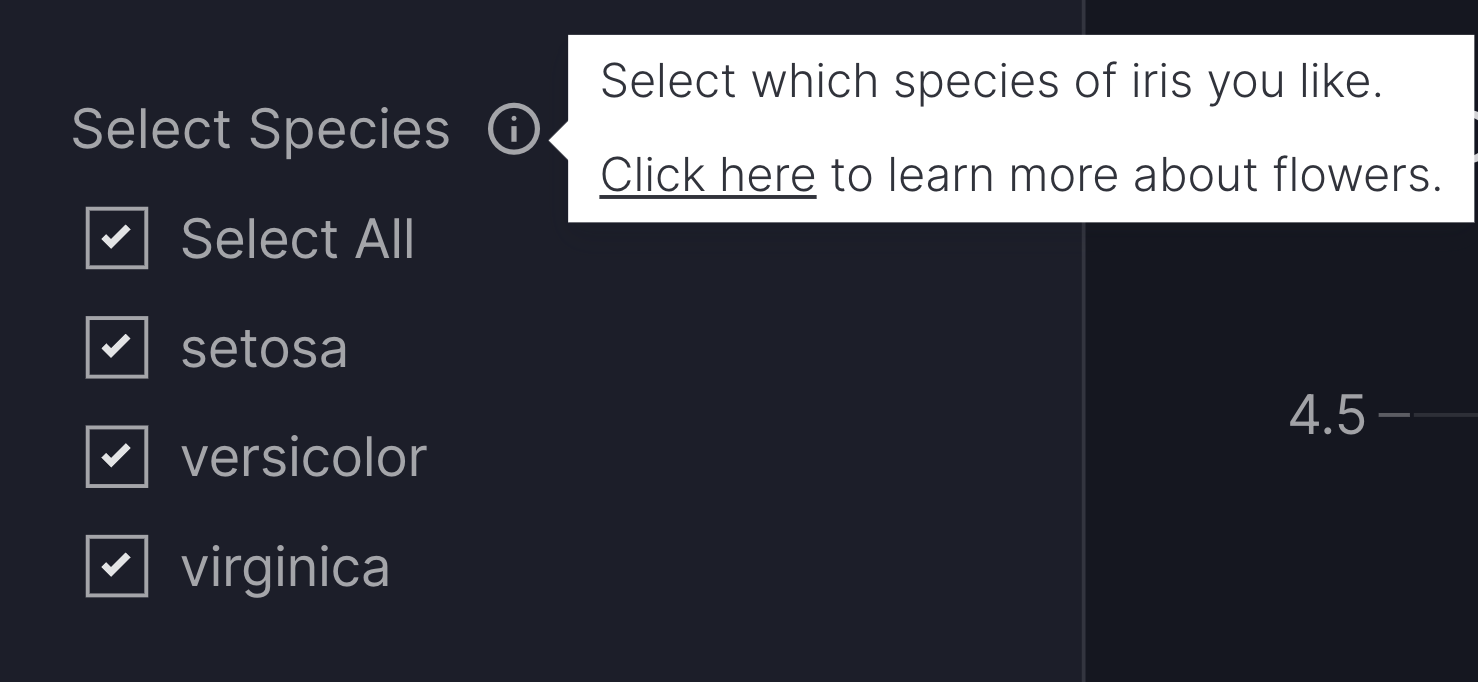 Select Species
Select which species of iris you like.
Click here to learn more about flowers.
Select All
setosa
versicolor
virginica
4.5